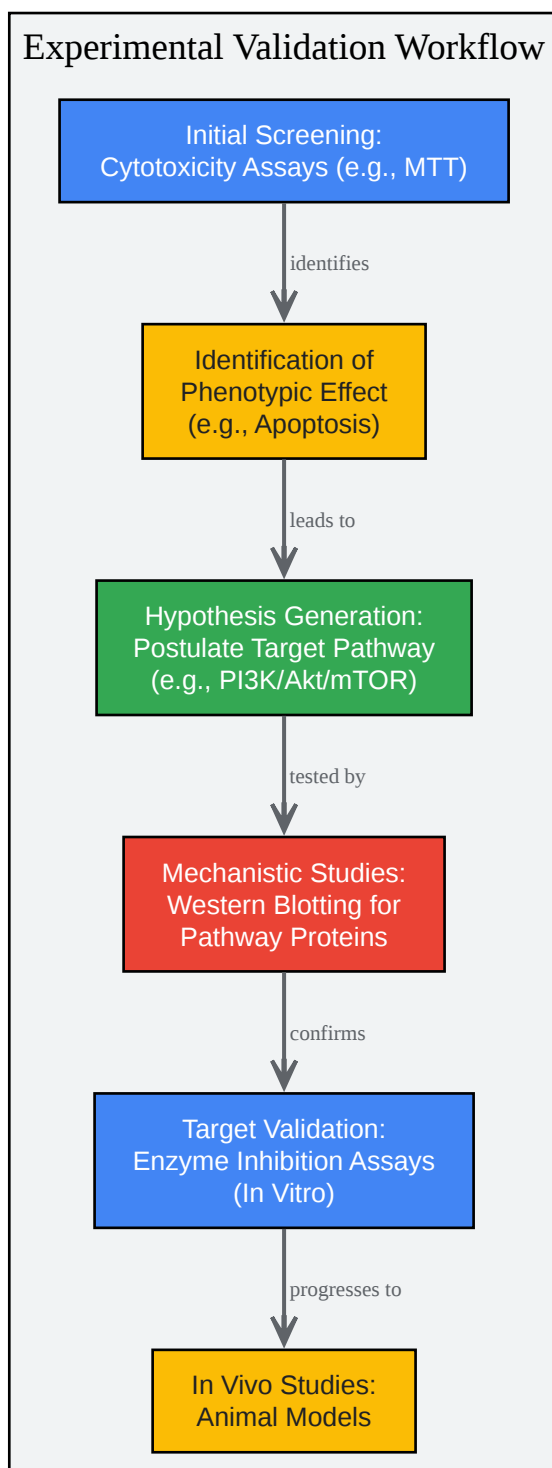 Experimental Validation Workflow
Initial Screening:
Cytotoxicity Assays (e.g., MTT)
identifies
Identification of
Phenotypic Effect
(e.g., Apoptosis)
leads to
Hypothesis Generation:
Postulate Target Pathway
(e.g., PI3K/Akt/mTOR)
tested by
Mechanistic Studies:
Western Blotting for
Pathway Proteins
confirms
Target Validation:
Enzyme Inhibition Assays
(In Vitro)
progresses to
In Vivo Studies:
Animal Models